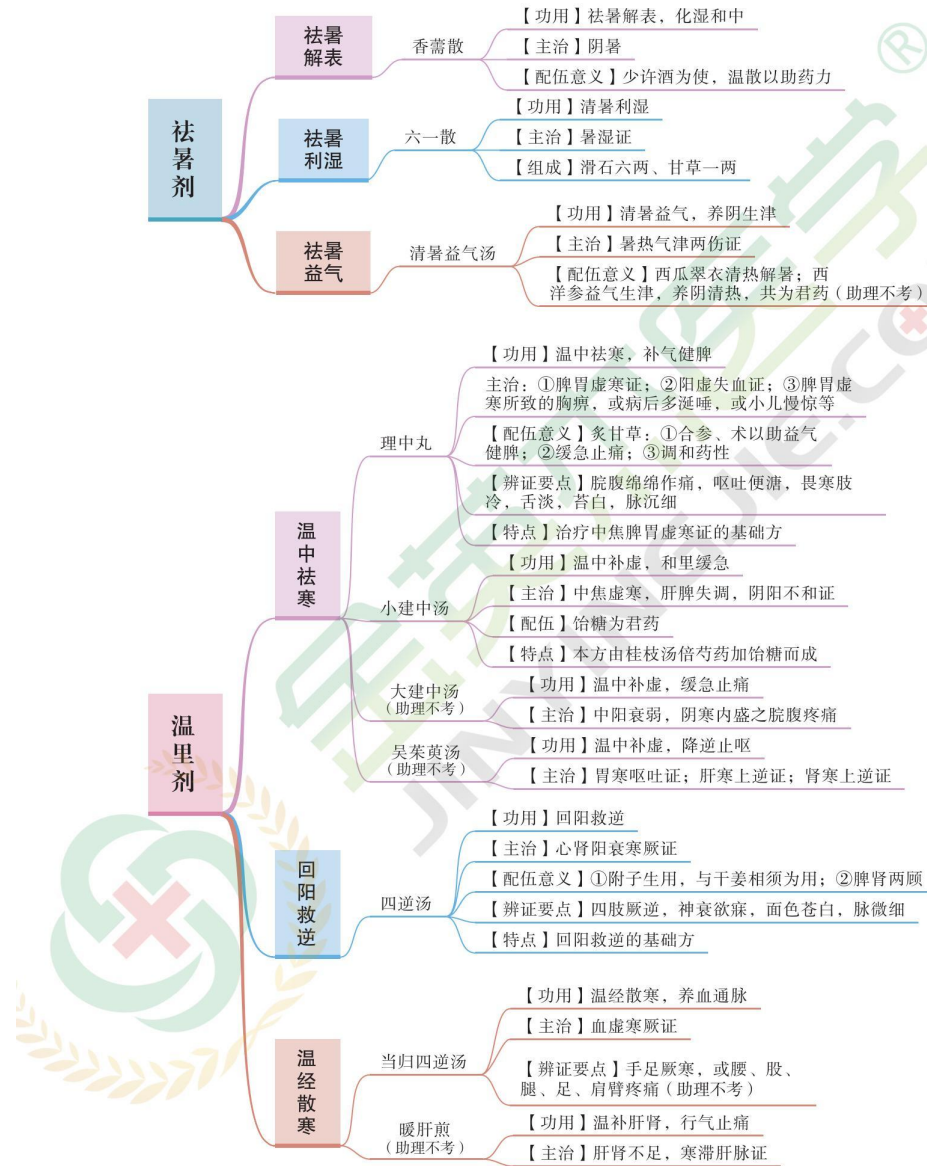 祛暑剂
祛暑
解表
香薷散
【功用】祛暑解表，化湿和中
【主治】阴暑
【配伍意义】少许酒为使，温散以助药力
祛暑
利湿
六一散
【功用】清暑利湿
【主治】暑湿证
【组成】滑石六两、甘草一两
祛暑
益气
清暑益气汤
【功用】清暑益气，养阴生津
【主治】暑热气津两伤证
【配伍意义】西瓜翠衣清热解暑；西
洋参益气生津，养阴清热，共为君药（助理不考）
温里剂
温中祛寒
理中丸
【功用】温中祛寒，补气健脾
主治：①脾胃虚寒证；②阳虚失血证；③脾胃虚
寒所致的胸痹，或病后多涎唾，或小儿慢惊等
【配伍意义】炙甘草：①合参、术以助益气
健脾；②缓急止痛；③调和药性
【辨证要点】脘腹绵绵作痛，呕吐便溏，畏寒肢
冷，舌淡，苔白，脉沉细
【特点】治疗中焦脾胃虚寒证的基础方
小建中汤
【功用】温中补虚，和里缓急
【主治】中焦虚寒，肝脾失调，阴阳不和证
【配伍】饴糖为君药
【特点】本方由桂枝汤倍芍药加饴糖而成
大建中汤
（助理不考）
【功用】温中补虚，缓急止痛
【主治】中阳衰弱，阴寒内盛之脘腹疼痛
吴茱萸汤
（助理不考）
【功用】温中补虚，降逆止呕
【主治】胃寒呕吐证；肝寒上逆证；肾寒上逆证
回阳救逆
四逆汤
【功用】回阳救逆
【主治】心肾阳衰寒厥证
【配伍意义】①附子生用，与干姜相须为用；②脾肾两顾
【辨证要点】四肢厥逆，神衰欲寐，面色苍白，脉微细
【特点】回阳救逆的基础方
温经散寒
当归四逆汤
【功用】温经散寒，养血通脉
【主治】血虚寒厥证
【辨证要点】手足厥寒，或腰、股、
腿、足、肩臂疼痛（助理不考）
暖肝煎
（助理不考）
【功用】温补肝肾，行气止痛
【主治】肝肾不足，寒滞肝脉证
金英杰医学
®
JINYINGJIE.CO